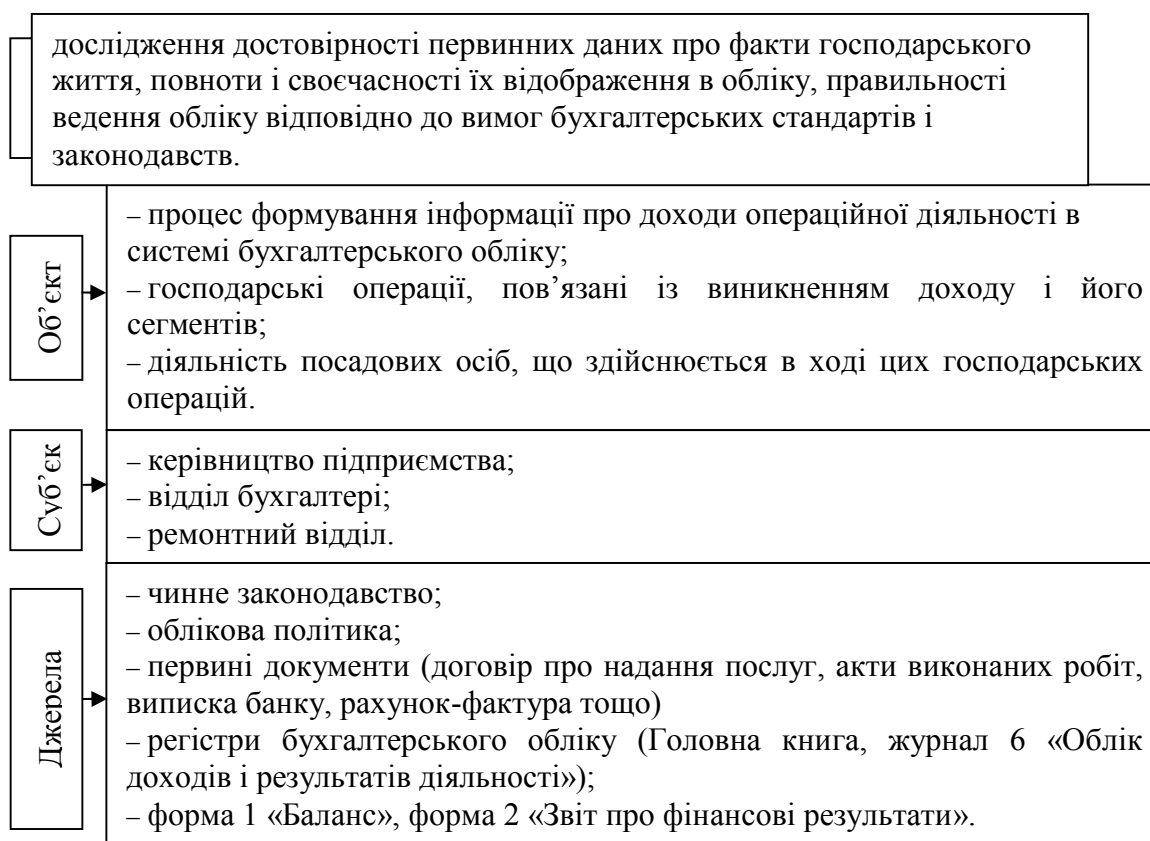 дослідження достовірності первинних даних про факти господарського
життя, повноти і своєчасності їх відображення в обліку, правильності
ведення обліку відповідно до вимог бухгалтерських стандартів і
законодавств.
Об’єкт
– процес формування інформації про доходи операційної діяльності в
системі бухгалтерського обліку;
– господарські операції, пов’язані із виникненням доходу і його
сегментів;
– діяльність посадових осіб, що здійснюється в ході цих господарських
операцій.
Суб’єк
– керівництво підприємства;
– відділ бухгалтері;
– ремонтний відділ.
Джерела
– чинне законодавство;
– облікова політика;
– первині документи (договір про надання послуг, акти виконаних робіт,
виписка банку, рахунок-фактура тощо)
– регістри бухгалтерського обліку (Головна книга, журнал 6 «Облік
доходів і результатів діяльності»);
– форма 1 «Баланс», форма 2 «Звіт про фінансові результати».